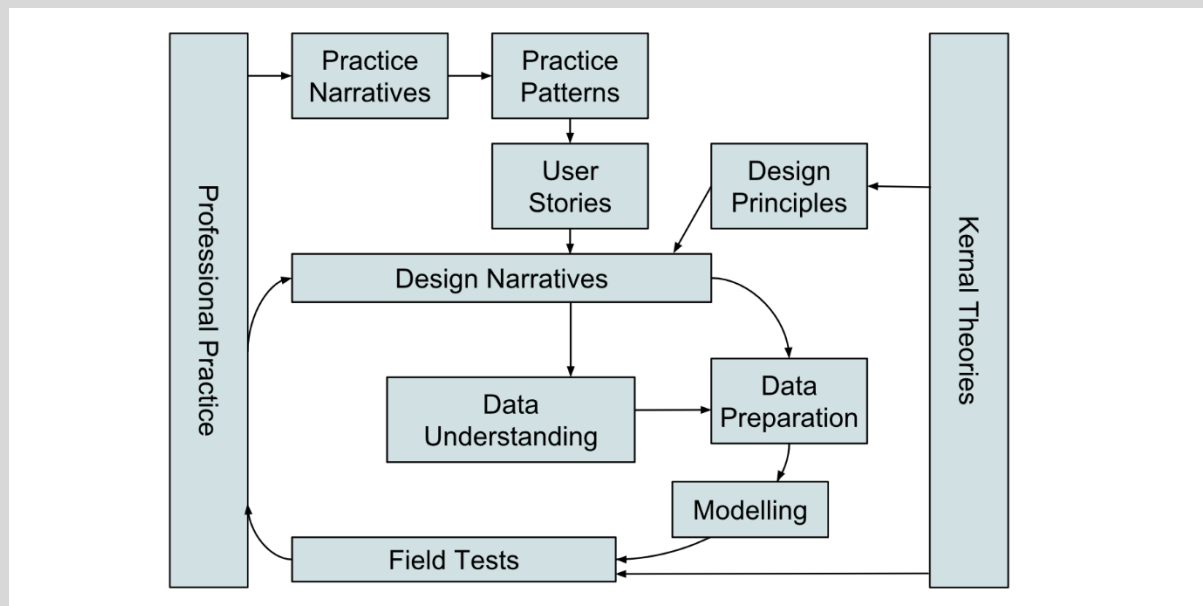 Professional Practice
Practice
Narratives
Practice
Patterns
User
Stories
Design
Principles
Kernal Theories
Design Narratives
Data
Understanding
Data
Preparation
Modelling
Field Tests